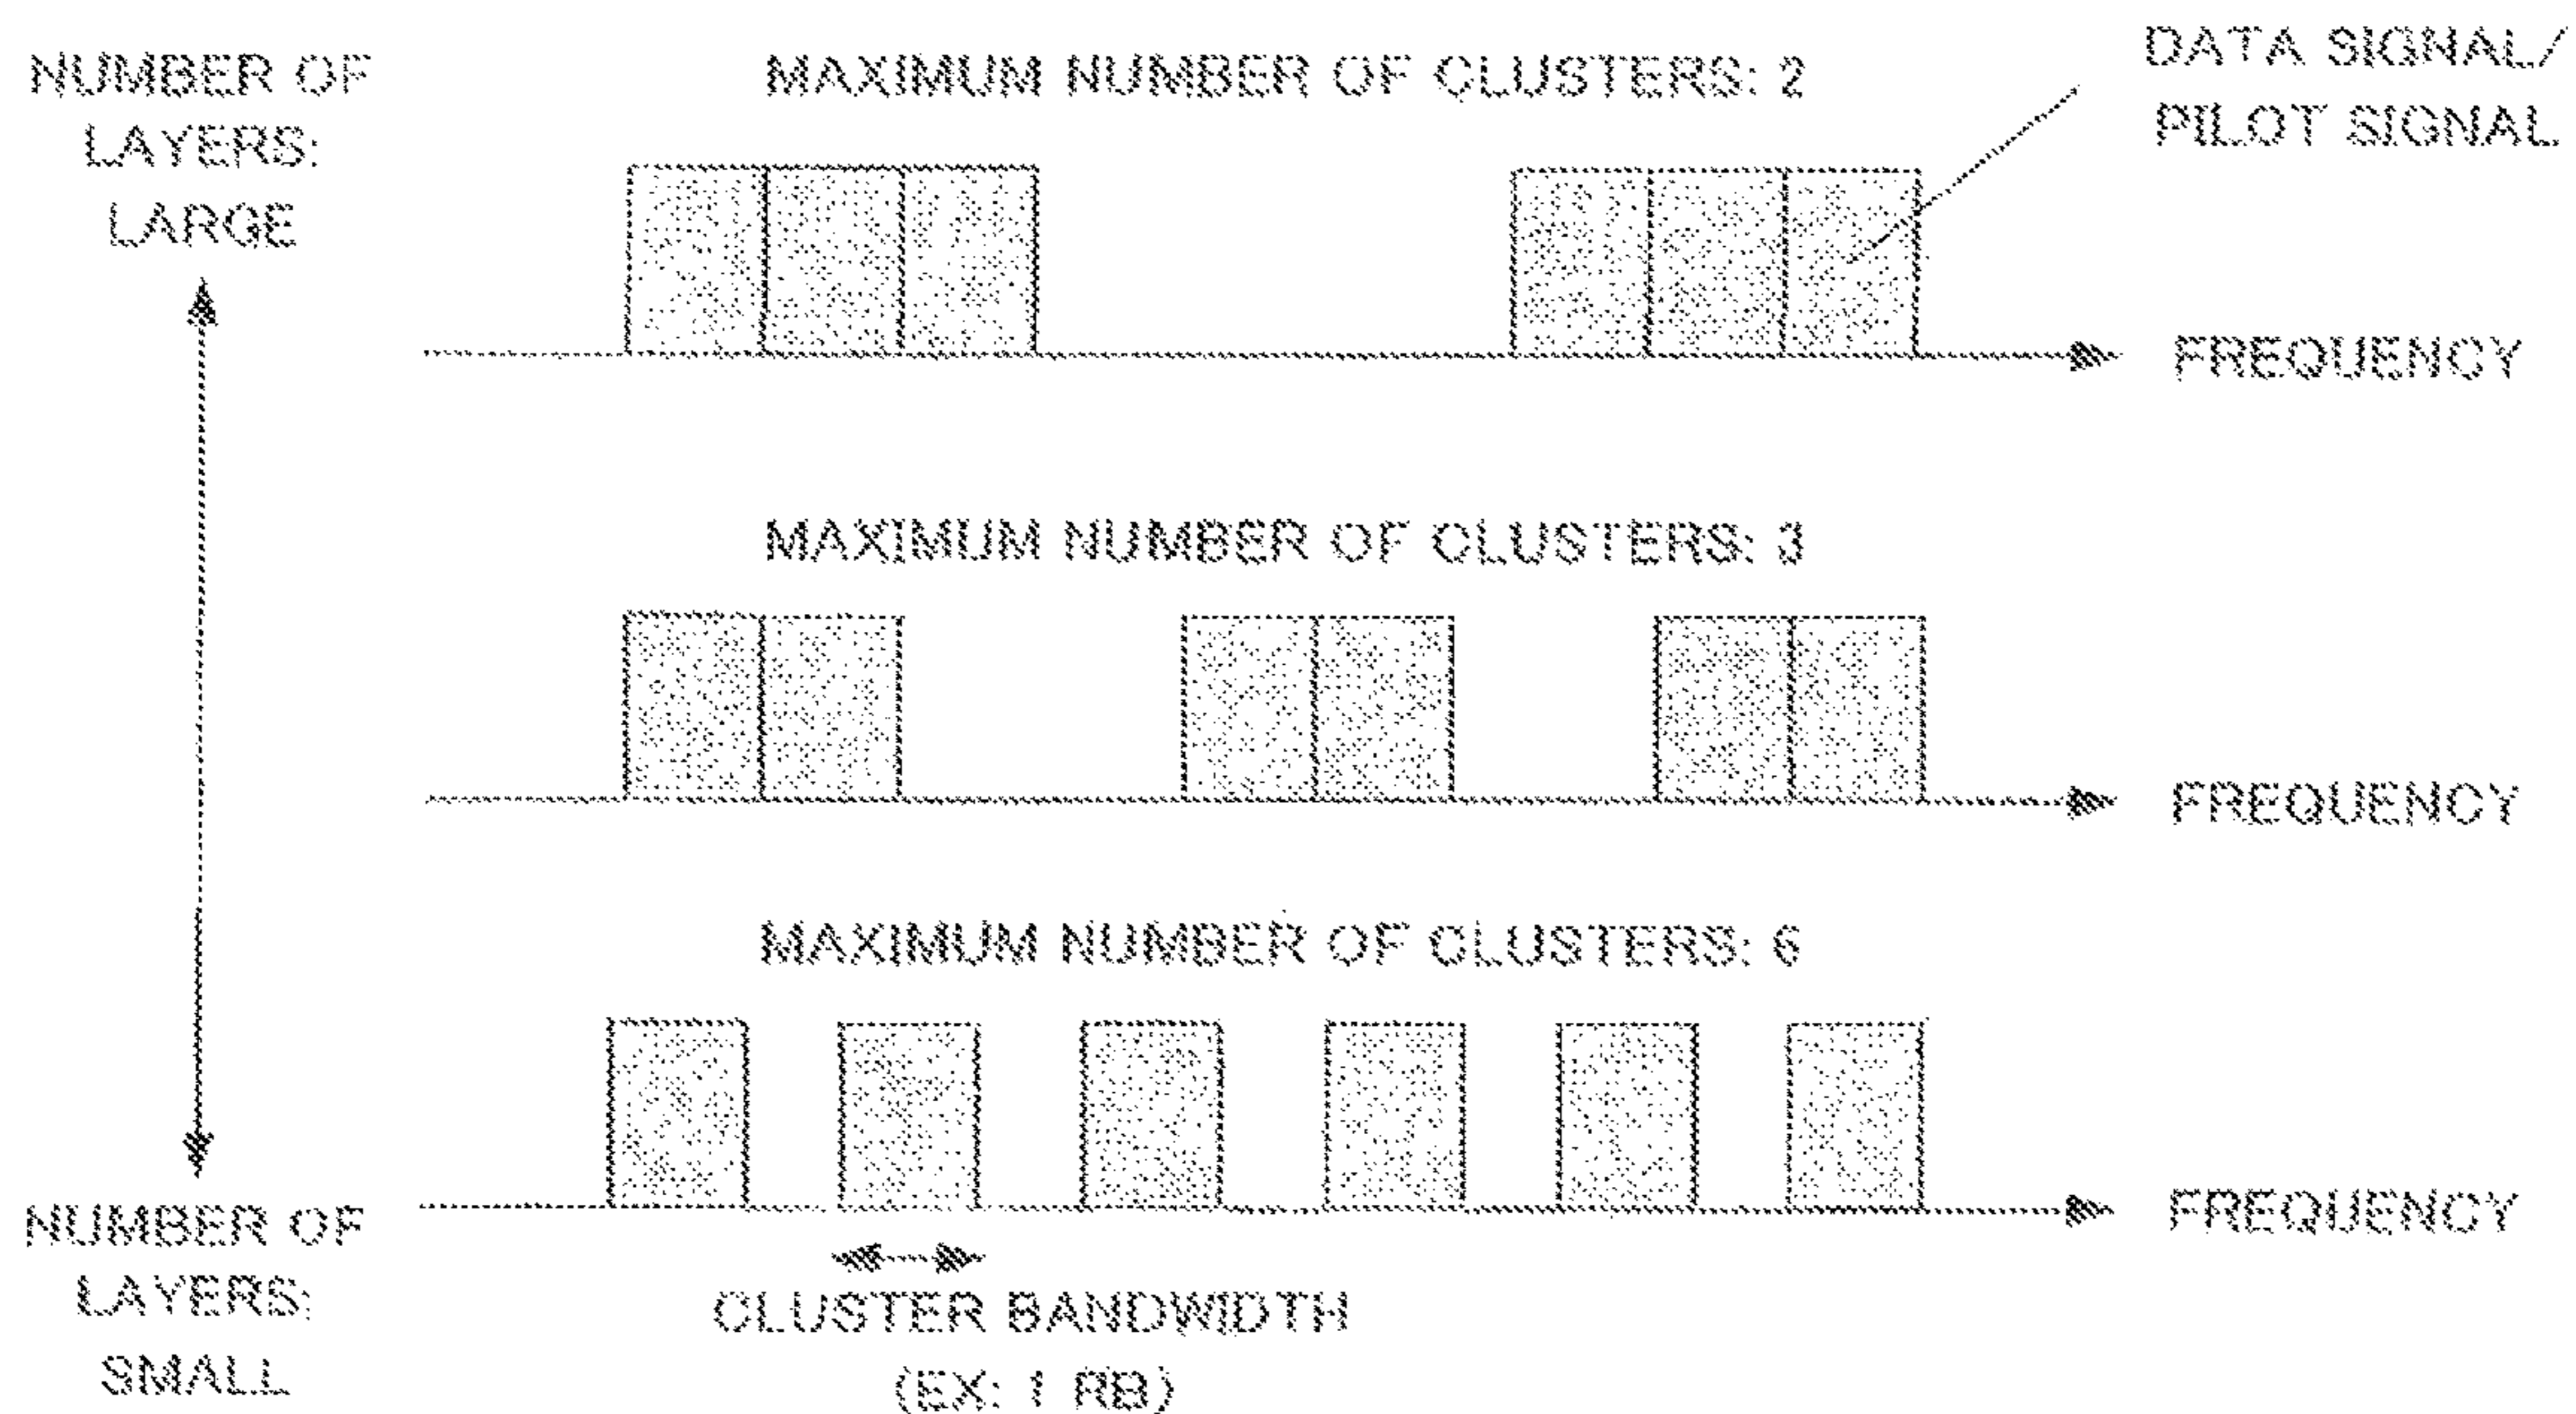 NUMBER OF
LAYERS:
LARGE
MAXIMUM NUMBER OF CLUSTERS: 2
DATA SIGNAL/
PILOT SIGNAL
FREQUENCY
MAXIMUM NUMBER OF CLUSTERS: 3
FREQUENCY
MAXIMUM NUMBER OF CLUSTERS: 6
FREQUENCY
NUMBER OF
LAYERS:
SMALL
CLUSTER BANDWIDTH
(EX: 1 RB)